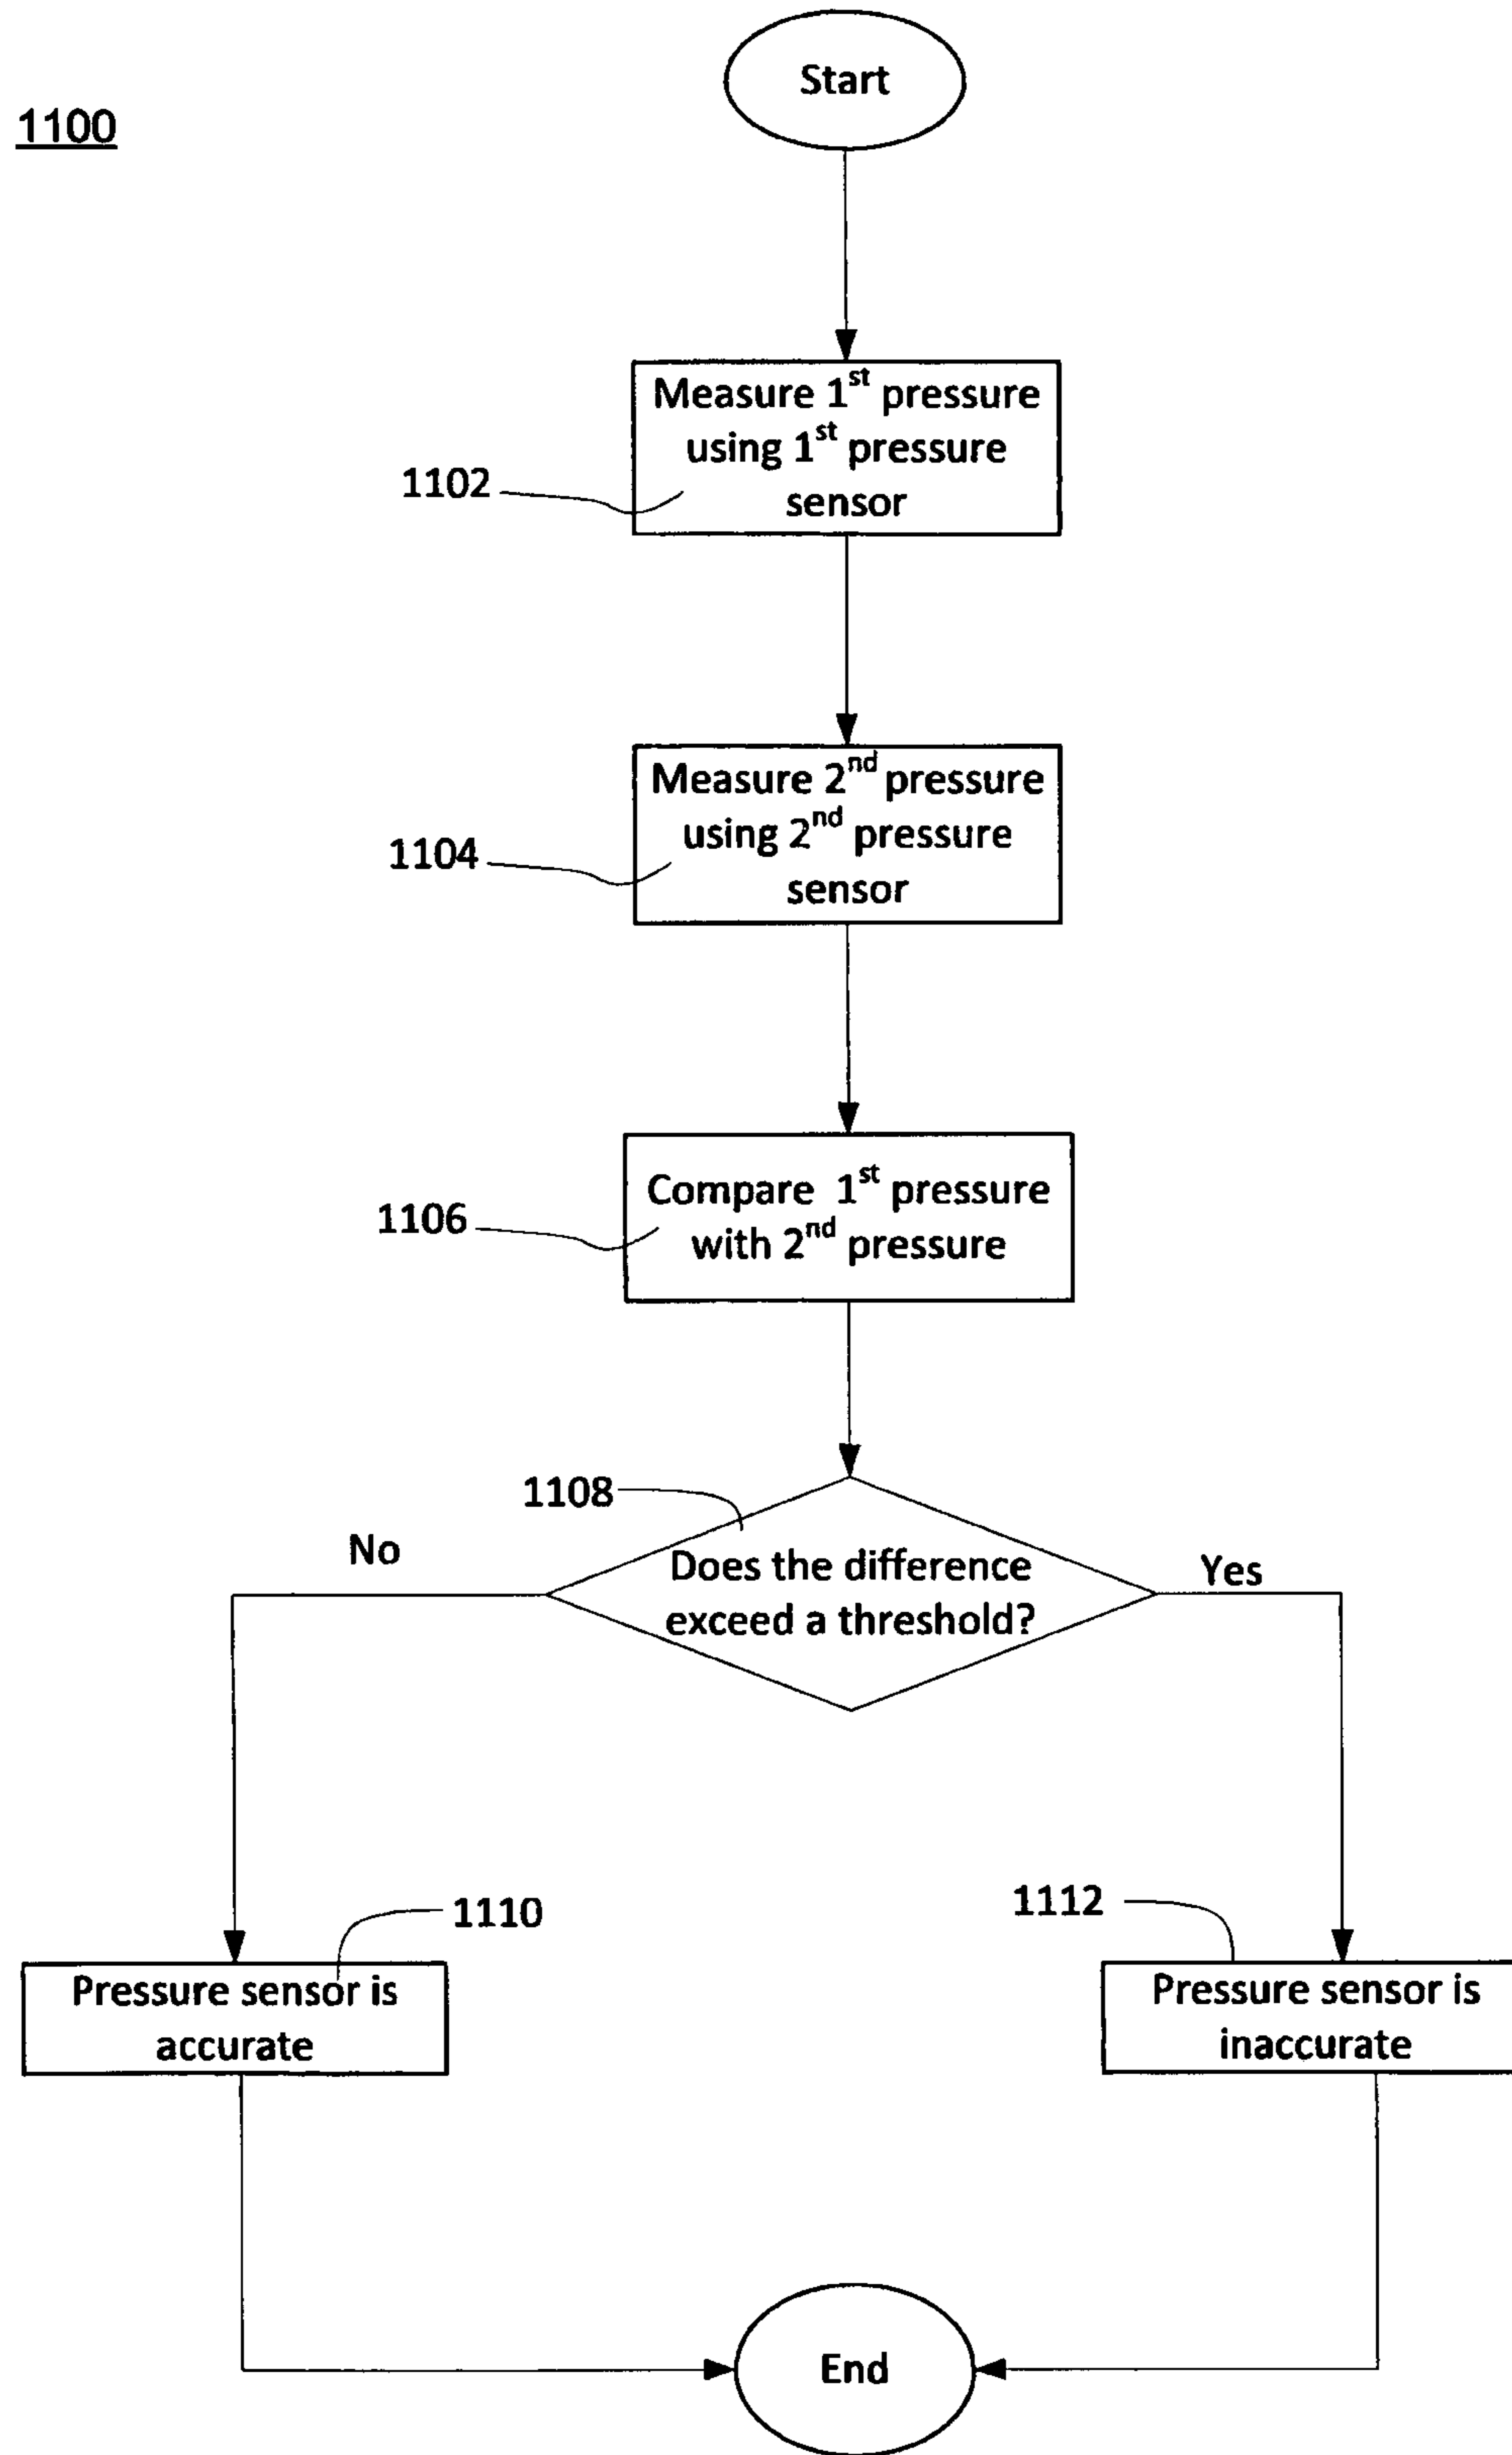 Start
1100
Measure 1st pressure
using 1st pressure
sensor
1102
Measure 2nd pressure
using 2nd pressure
sensor
1104
Compare 1st pressure
with 2nd pressure
1106
1108
No
Does the difference
exceed a threshold?
Yes
1110
1112
Pressure sensor is
accurate
Pressure sensor is
inaccurate
End